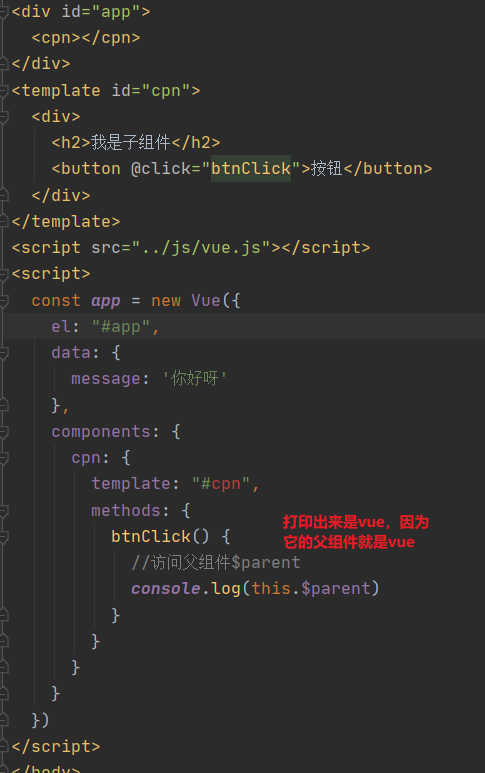 <div id="app">
<cpn></cpn>
</div>
<template id="cpn">
<div>
<h2>我是子组件</h2>
<button @click="btnClick">按钮</button>
</div>
</template>
<script src="../js/vue.js"></script>
<script>
const app = new Vue({
el: "#app",
data: {
message: '你好呀'
},
components: {
cpn: {
template: "#cpn",
methods: {
btnClick() {
//访问父组件$parent
console.log(this.$parent)
}
}
}
}
})
</script>
</body>
打印出来是vue，因为
它的父组件就是vue